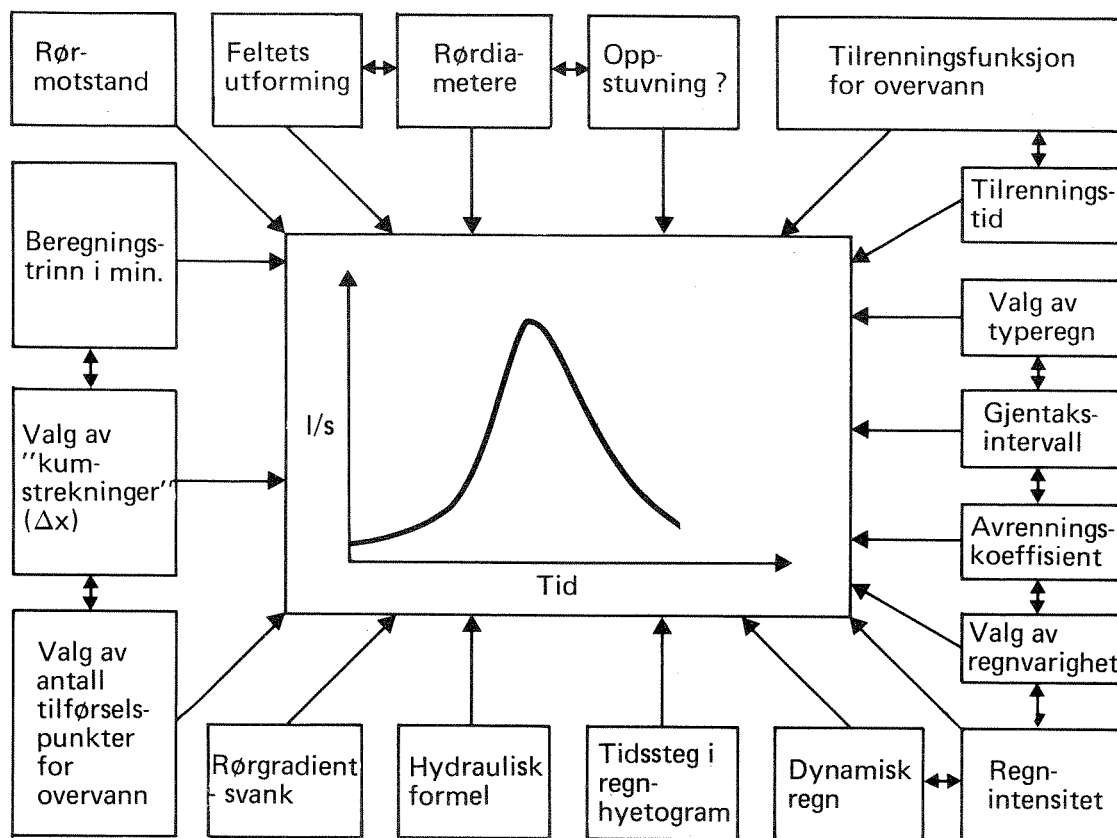 Rør-
motstand
Feltets
utforming
Rørdia-
metere
Opp-
stuvning ?
Tilrenningsfunksjon
for overvann
Beregnings-
trinn i min.
Tilrennings-
tid
Valg av
typeregn
Valg av
"kum-
strekninger"
(Δx)
l/s
Tid
Gjentaks-
intervall
Avrennings-
koeffisient
Valg av
regnvarighet
Valg av
antall
tilførsels-
punkter
for
overvann
Rørgradient
- svank
Hydraulisk
formel
Tidssteg i
regn-
hyetogram
Dynamisk
regn
Regn-
intensitet